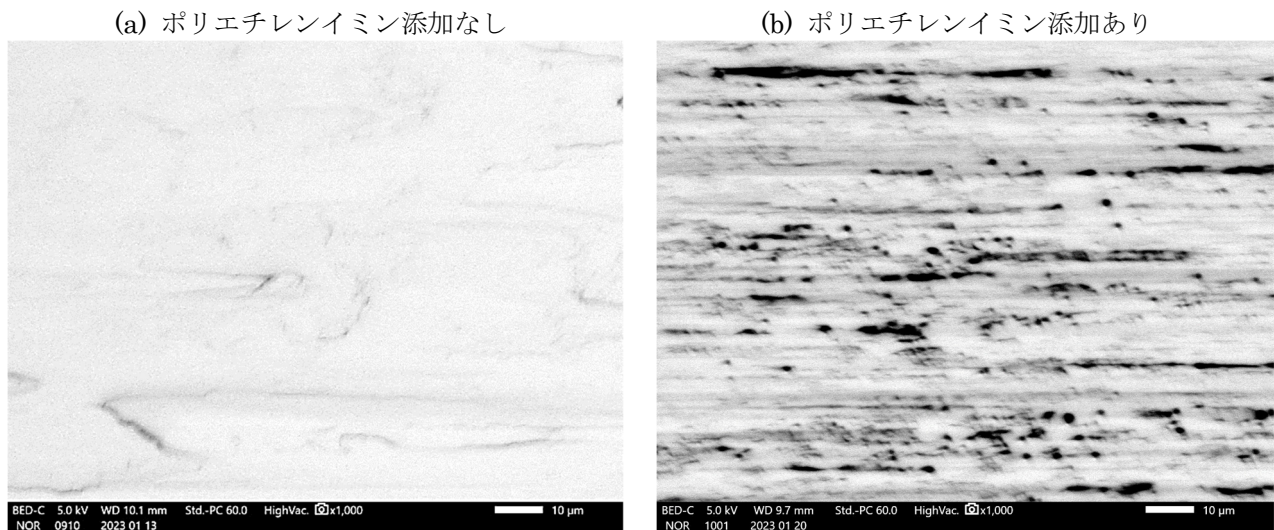 (a) ポリエチレンイミン添加なし
(b) ポリエチレンイミン添加あり
BED-C 5.0 kV WD 10.1 mm Std.-PC 60.0 HighVac. x1,000 10 μm
NOR 0910 2023 01 13
BED-C 5.0 kV WD 9.7 mm Std.-PC 60.0 HighVac. x1,000 10 μm
NOR 1001 2023 01 20